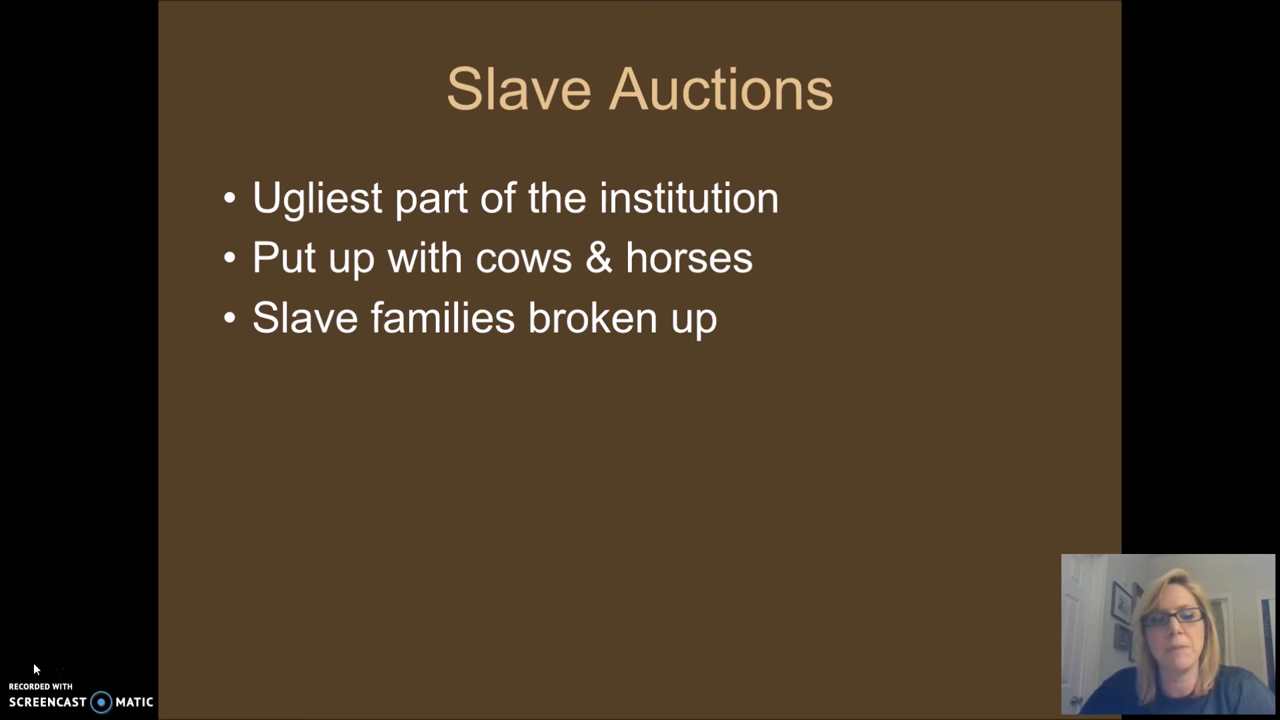 Slave Auctions
• Ugliest part of the institution
• Put up with cows & horses
• Slave families broken up
RECORDED WITH
SCREENCAST MATIC